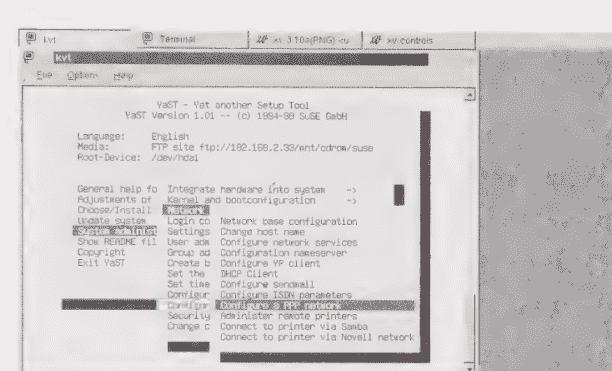 kvt Terminal xv 3.10a(PNG) xv controls
kvt
File Options Help
YaST - Yet another Setup Tool
YaST Version 1.01 -- (c) 1994-98 SuSE GmbH
Language: English
Media: FTP site ftp://192.168.2.33/mnt/cdrom/suse
Root-Device: /dev/hda1
General help fo Integrate hardware into system ->
Adjustments of Kernel and bootconfiguration ->
Choose/Install Network
Update system Login co Network base configuration
System administ Settings Change host name
Show README fil User adm Configure network services
Copyright Group ad Configuration nameserver
Exit YaST Create b Configure YP client
Set the DHCP Client
Set time Configure sendmail
Configur Configure ISDN parameters
Configur Configure a PPP network
Security Administer remote printers
Change c Connect to printer via Samba
Connect to printer via Novell network